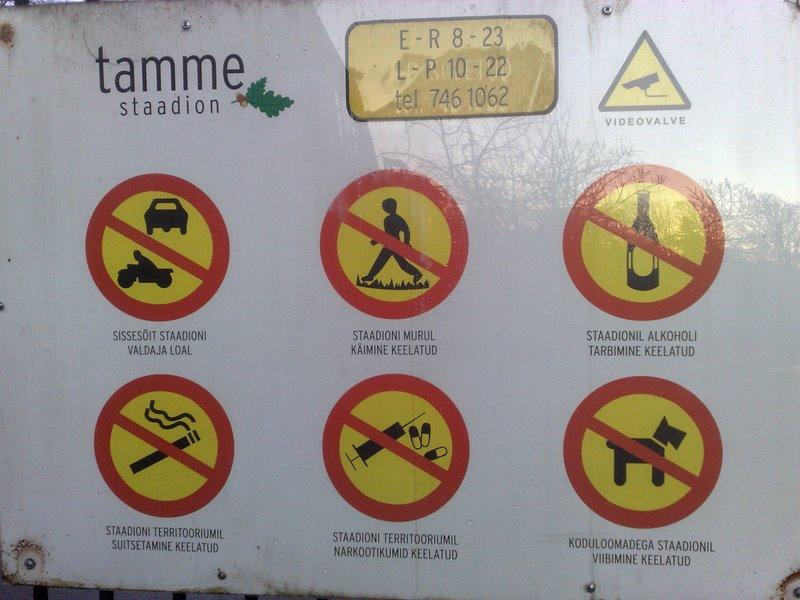 tamme
staadion
E - R 8 - 23
L - P 10 - 22
tel 746 1062
VIDEOVALVE
SISSESÕIT STAADIONI
VALDAJA LOAL
STAADIONI MURUL
KÄIMINE KEELATUD
STAADIONIL ALKOHOLI
TARBIMINE KEELATUD
STAADIONI TERRITOORIUMIL
SUITSETAMINE KEELATUD
STAADIONI TERRITOORIUMIL
NARKOOTIKUMID KEELATUD
KODULOOMADEGA STAADIONIL
VIIBIMINE KEELATUD